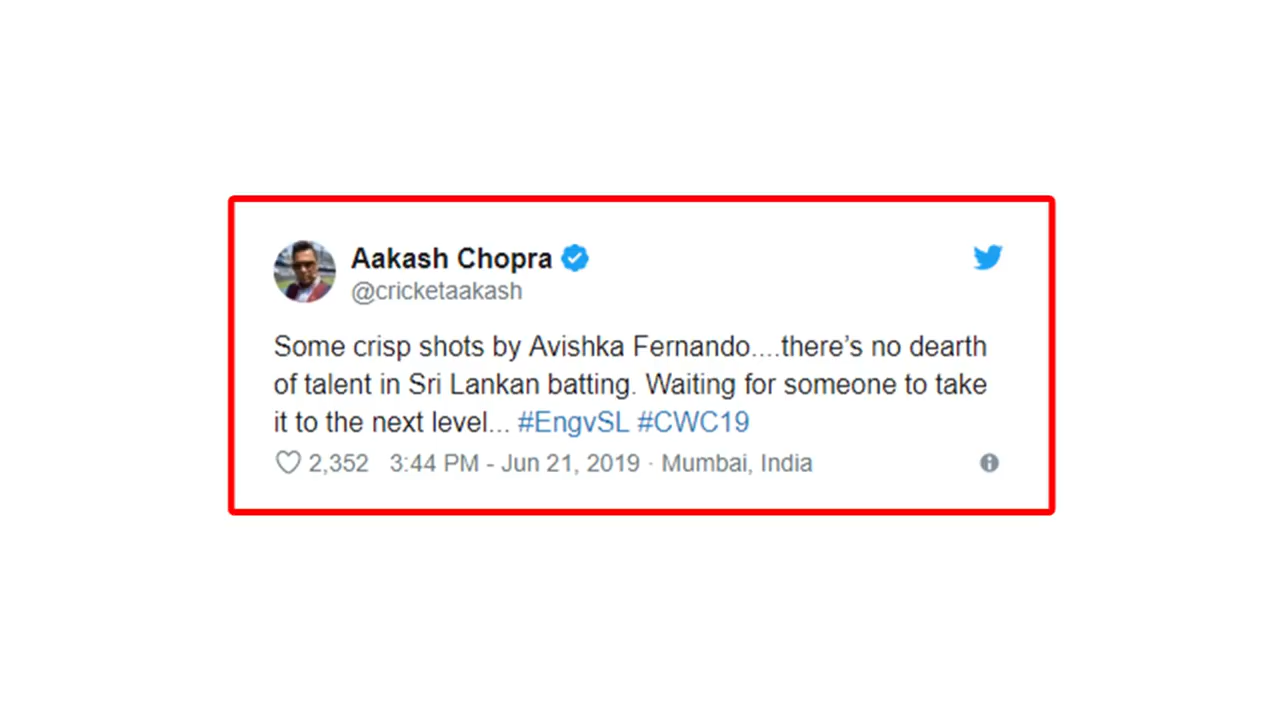 Aakash Chopra
@cricketaakash
Some crisp shots by Avishka Fernando....there’s no dearth
of talent in Sri Lankan batting. Waiting for someone to take
it to the next level... #EngvSL #CWC19
2,352 3:44 PM - Jun 21, 2019 · Mumbai, India